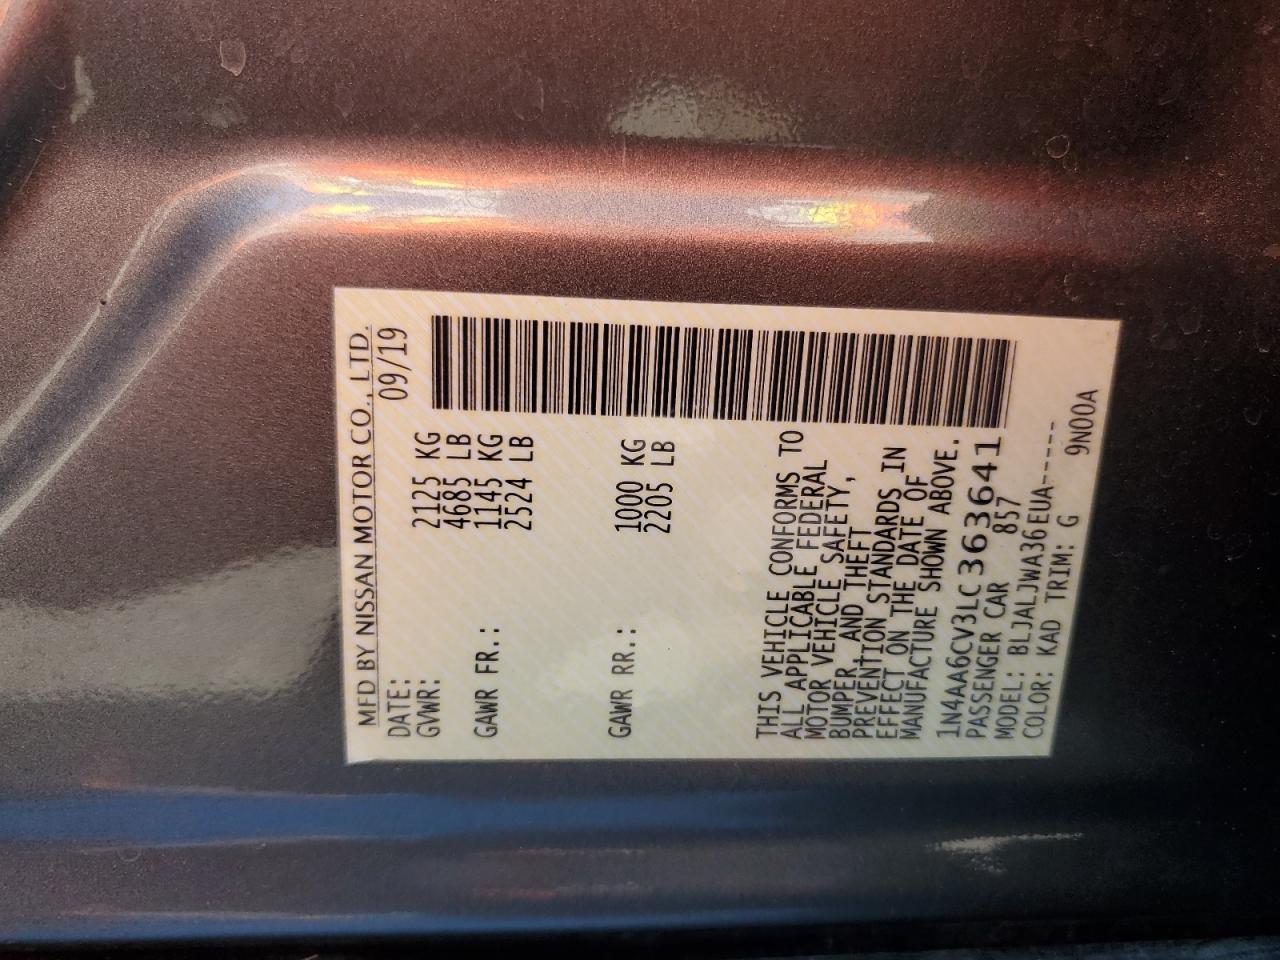 MFD BY NISSAN MOTOR CO., LTD.
DATE: 09/19
GVWR: 2125 KG
4685 LB
GAWR FR.: 1145 KG
2524 LB
GAWR RR.: 1000 KG
2205 LB
THIS VEHICLE CONFORMS TO
ALL APPLICABLE FEDERAL
MOTOR VEHICLE SAFETY,
BUMPER, AND THEFT
PREVENTION STANDARDS IN
EFFECT ON THE DATE OF
MANUFACTURE SHOWN ABOVE.
1N4AA6CV3LC363641
PASSENGER CAR 857
MODEL: BLJALJWA36EUA-----
COLOR: KAD TRIM: G 9N00A